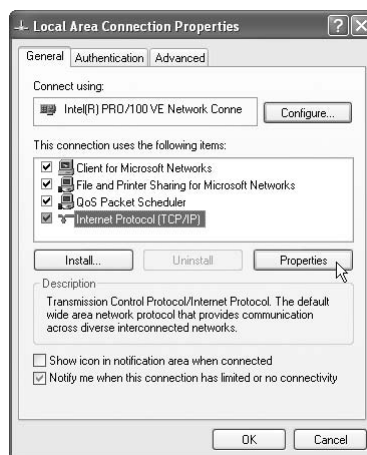 Local Area Connection Properties
General Authentication Advanced
Connect using:
Intel(R) PRO/100 VE Network Conne
Configure...
This connection uses the following items:
Client for Microsoft Networks
File and Printer Sharing for Microsoft Networks
QoS Packet Scheduler
Internet Protocol (TCP/IP)
Install... Uninstall Properties
Description
Transmission Control Protocol/Internet Protocol. The default
wide area network protocol that provides communication
across diverse interconnected networks.
Show icon in notification area when connected
Notify me when this connection has limited or no connectivity
OK Cancel